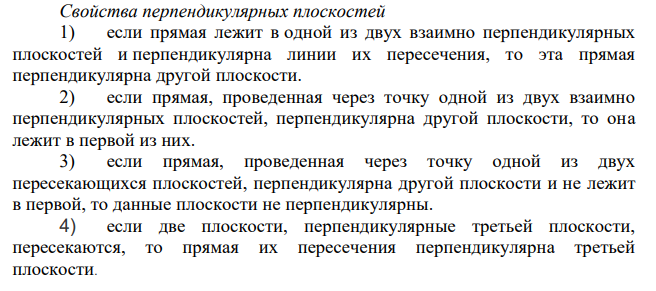 Свойства перпендикулярных плоскостей
1) если прямая лежит в одной из двух взаимно перпендикулярных
плоскостей и перпендикулярна линии их пересечения, то эта прямая
перпендикулярна другой плоскости.
2) если прямая, проведенная через точку одной из двух взаимно
перпендикулярных плоскостей, перпендикулярна другой плоскости, то она
лежит в первой из них.
3) если прямая, проведенная через точку одной из двух
пересекающихся плоскостей, перпендикулярна другой плоскости и не лежит
в первой, то данные плоскости не перпендикулярны.
4) если две плоскости, перпендикулярные третьей плоскости,
пересекаются, то прямая их пересечения перпендикулярна третьей
плоскости.